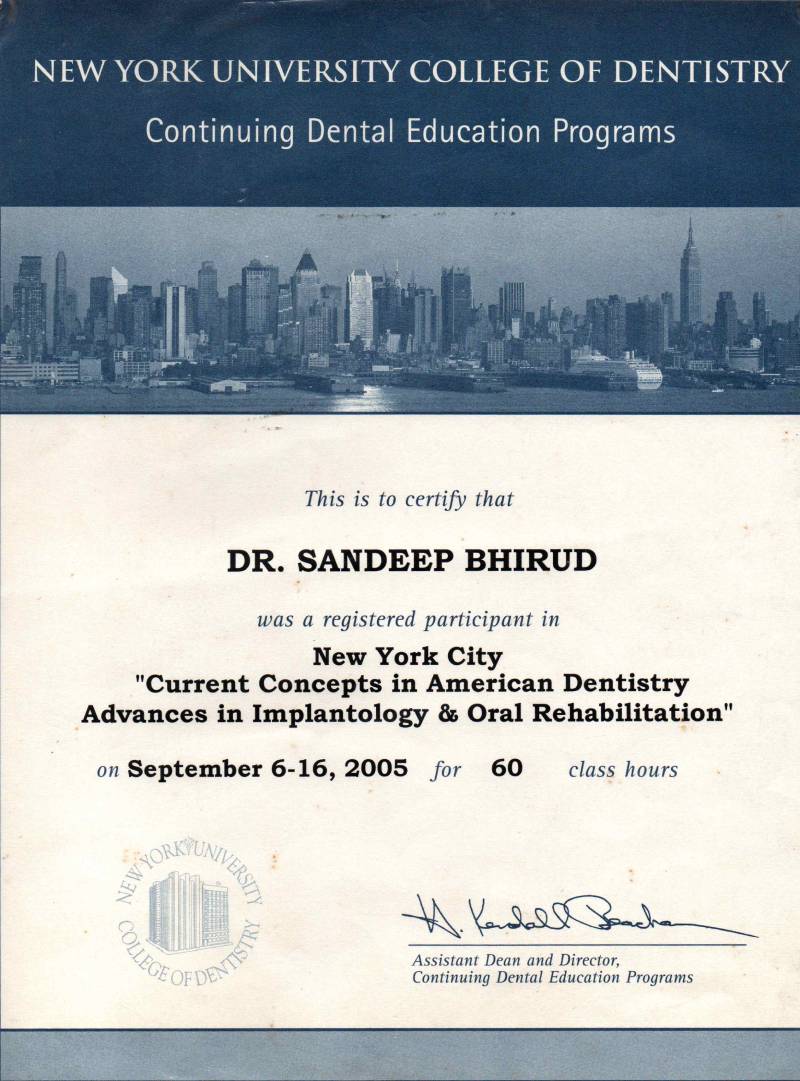 NEW YORK UNIVERSITY COLLEGE OF DENTISTRY
Continuing Dental Education Programs
This is to certify that
DR. SANDEEP BHIRUD
was a registered participant in
New York City
"Current Concepts in American Dentistry
Advances in Implantology & Oral Rehabilitation"
on September 6-16, 2005 for 60 class hours
NEW YORK UNIVERSITY
COLLEGE OF DENTISTRY
H. Kendall Beacham
Assistant Dean and Director,
Continuing Dental Education Programs